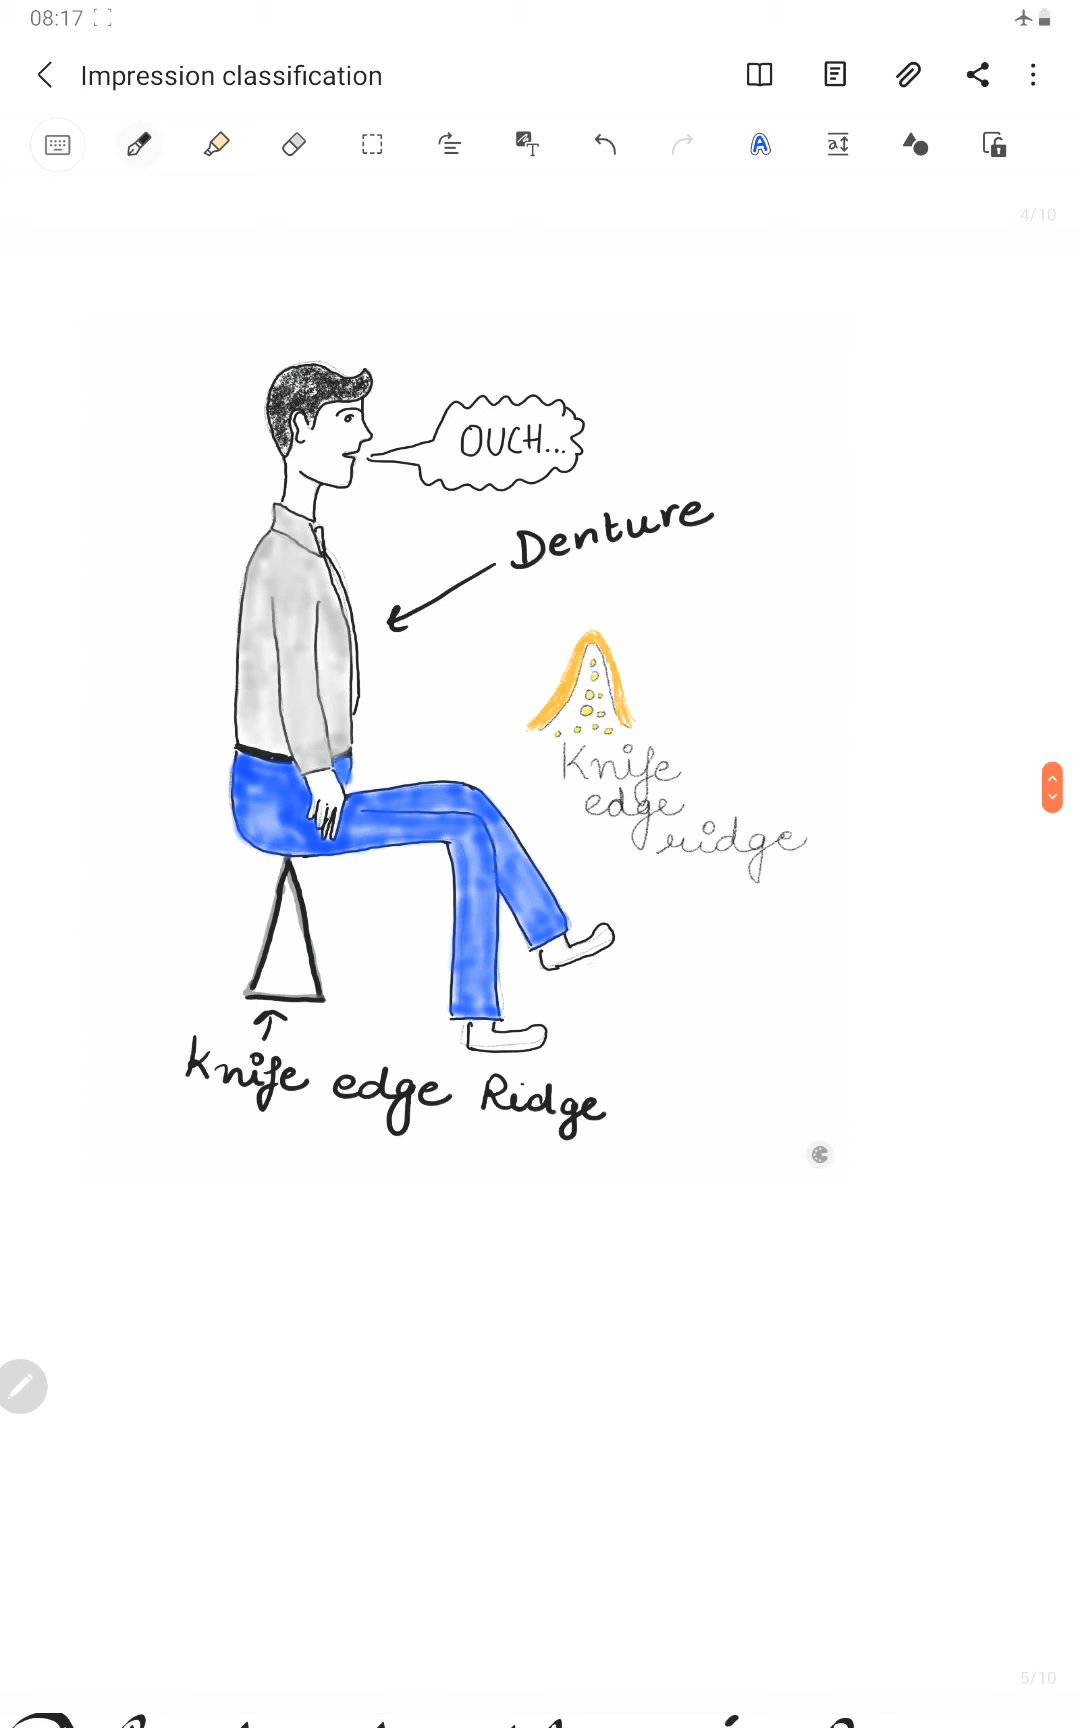 08:17
Impression classification
4/10
OUCH...
Denture
Knife
edge
ridge
Knife edge Ridge
5/10